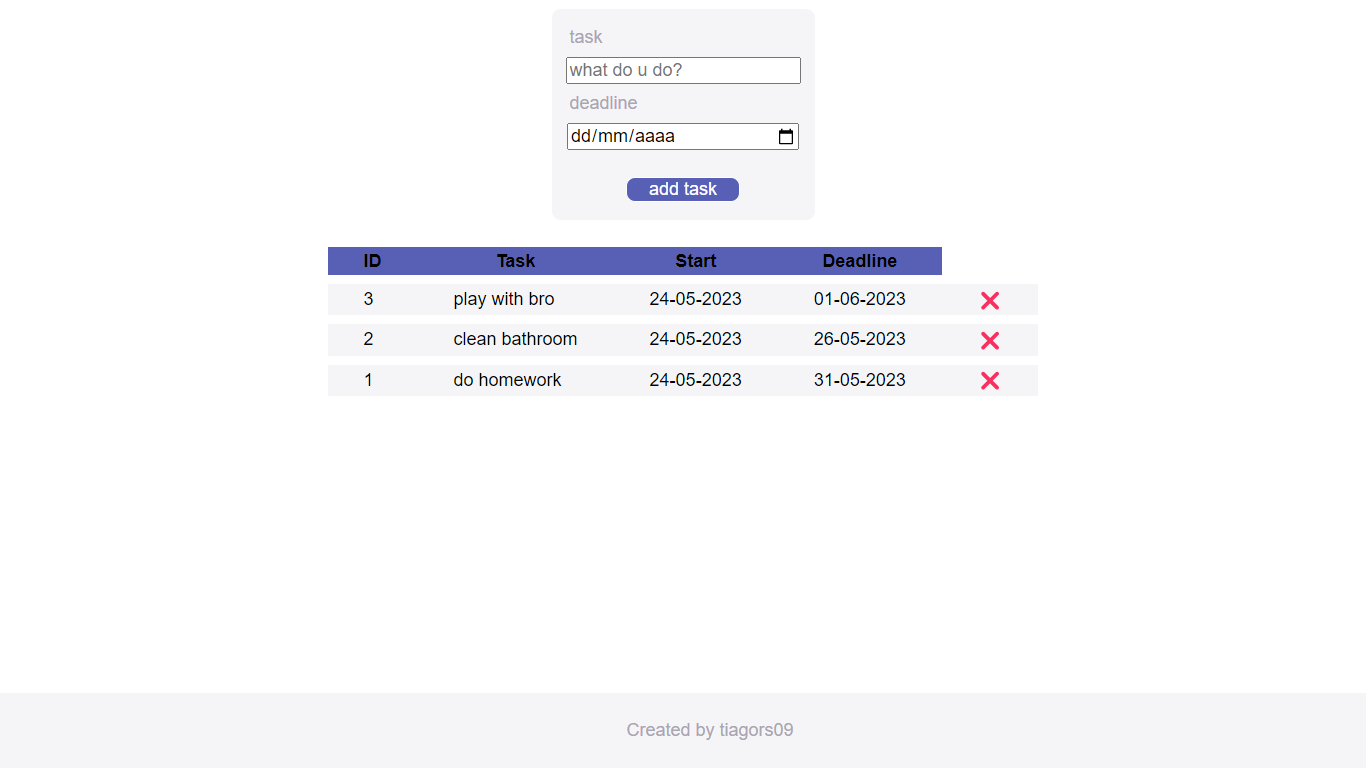 task
what do u do?
deadline
dd/mm/aaaa
add task
ID Task Start Deadline
3 play with bro 24-05-2023 01-06-2023
2 clean bathroom 24-05-2023 26-05-2023
1 do homework 24-05-2023 31-05-2023
Created by tiagors09